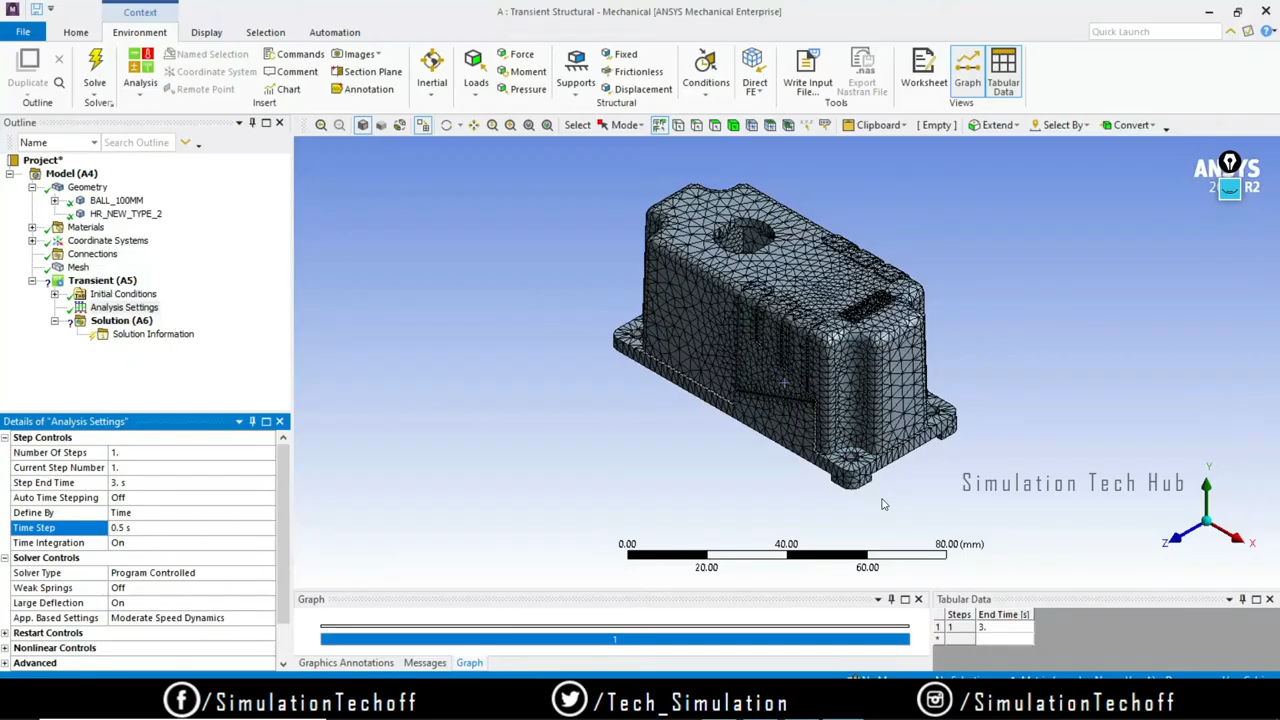 Context
A : Transient Structural - Mechanical [ANSYS Mechanical Enterprise]
File Home Environment Display Selection Automation Quick Launch
Duplicate
Outline
Solve
Solver
Analysis
Named Selection
Coordinate System
Remote Point
Commands
Comment
Chart
Images
Section Plane
Annotation
Insert
Inertial
Loads
Force
Moment
Pressure
Supports
Fixed
Frictionless
Displacement
Structural
Conditions
Direct FE
Write Input File...
Export Nastran File
Tools
Worksheet
Graph
Tabular Data
Views
Select Mode Clipboard [ Empty ] Extend Select By Convert
Outline
Name Search Outline
Project*
Model (A4)
Geometry
BALL_100MM
HR_NEW_TYPE_2
Materials
Coordinate Systems
Connections
Mesh
Transient (A5)
Initial Conditions
Analysis Settings
Solution (A6)
Solution Information
Details of "Analysis Settings"
Step Controls
Number Of Steps 1.
Current Step Number 1.
Step End Time 3. s
Auto Time Stepping Off
Define By Time
Time Step 0.5 s
Time Integration On
Solver Controls
Solver Type Program Controlled
Weak Springs Off
Large Deflection On
App. Based Settings Moderate Speed Dynamics
Restart Controls
Nonlinear Controls
Advanced
R2
Simulation Tech Hub
Y
Z X
0.00 40.00 80.00 (mm)
20.00 60.00
Graph
1
Graphics Annotations Messages Graph
Tabular Data
Steps End Time [s]
1 1 3.
*
/SimulationTechoff /Tech_Simulation /SimulationTechoff